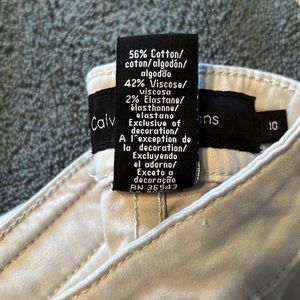 56% Cotton/
coton/algodón/
algodão
42% Viscose/
viscosa
2% Elastane/
élasthanne/
elastano
Exclusive of
decoration/
A l'exception
de la
décoration/
Excluyendo
el adorno/
Exceto a
decoração
RN 36543
10